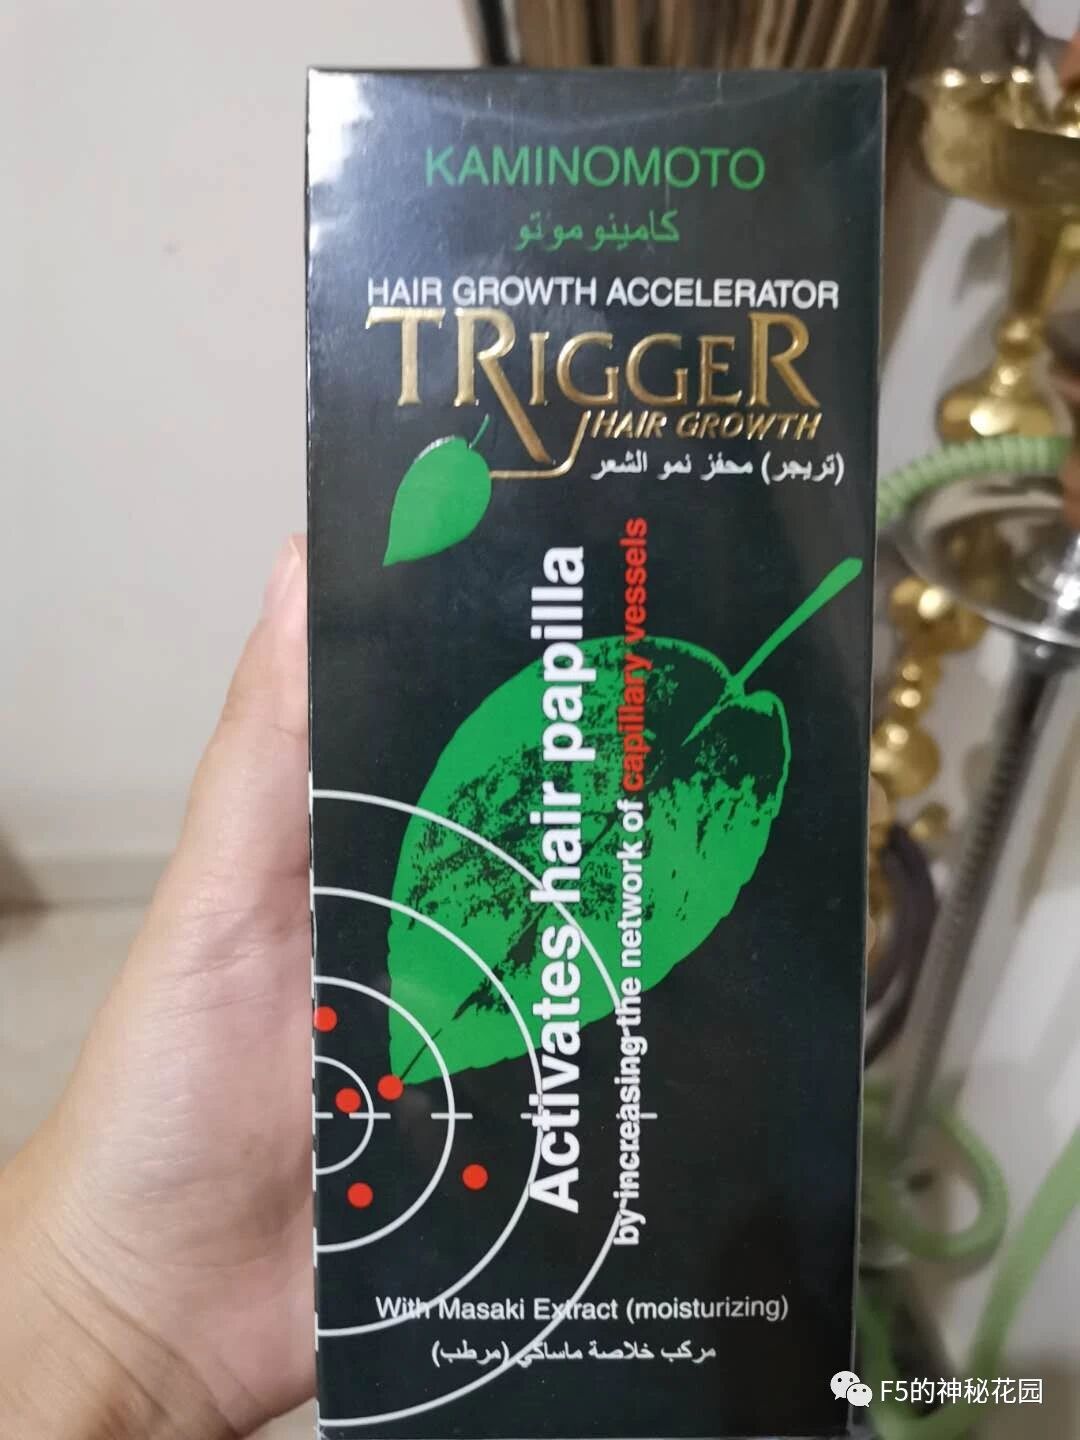 KAMINOMOTO
كامينو موتو
HAIR GROWTH ACCELERATOR
TRIGGER
HAIR GROWTH
(تريجر) محفز نمو الشعر
Activates hair papilla
by increasing the network of capillary vessels
With Masaki Extract (moisturizing)
مركب خلاصة ماساكي (مرطب)
F5的神秘花园